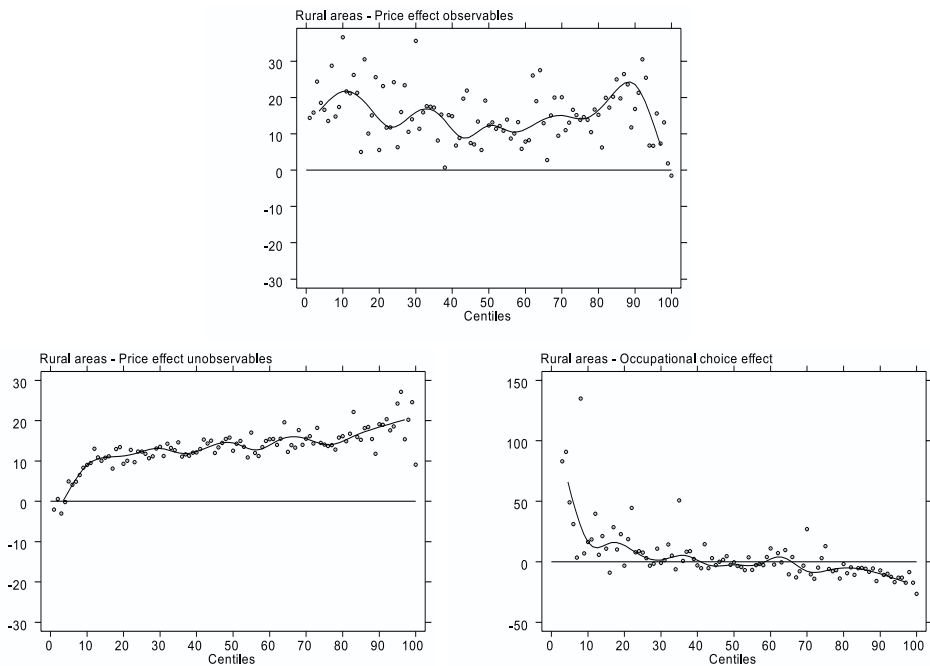 Rural areas - Price effect observables
30
20
10
0
-10
-20
-30
0 10 20 30 40 50 60 70 80 90 100
Centiles
Rural areas - Price effect unobservables
30
20
10
0
-10
-20
-30
0 10 20 30 40 50 60 70 80 90 100
Centiles
Rural areas - Occupational choice effect
150
100
50
0
-50
0 10 20 30 40 50 60 70 80 90 100
Centiles